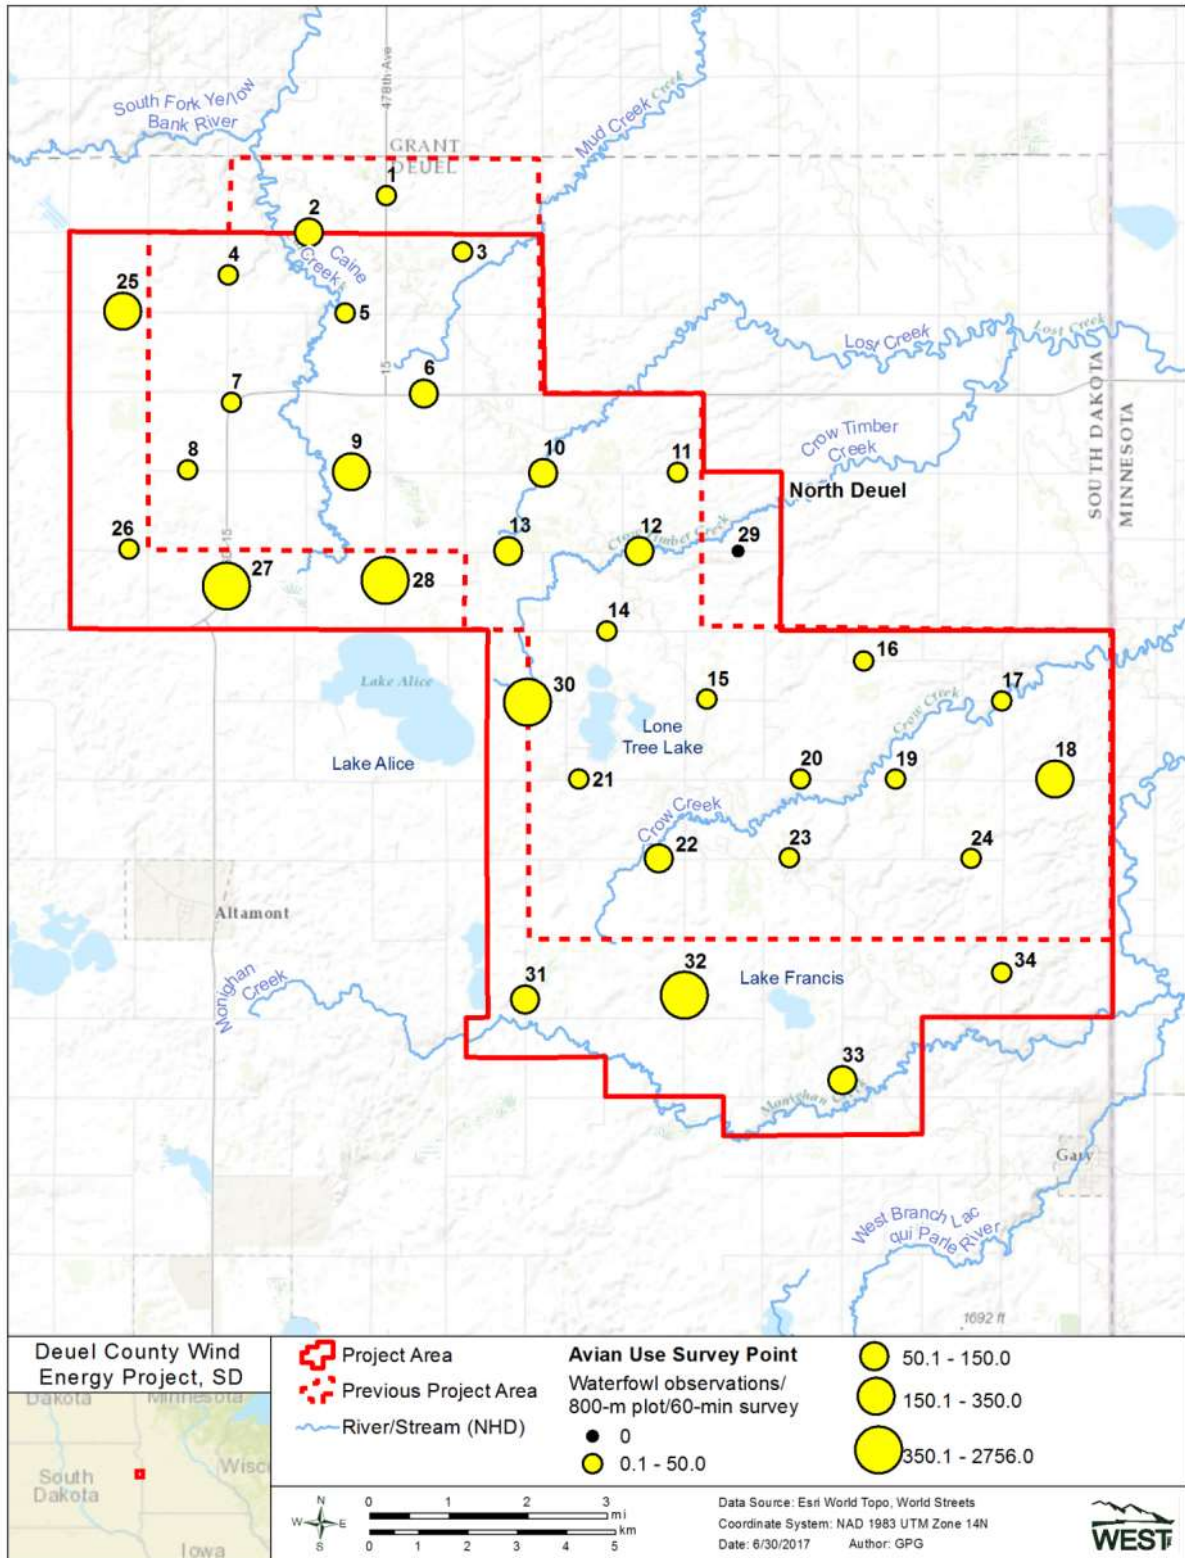 South Fork Yellow
Bank River
478th Ave
Mud Creek
Creek
GRANT
DEUEL
1
2
3
Caine
Creek
4
25
5
15
6
7
Lost Creek
Lost Creek
SOUTH DAKOTA
MINNESOTA
Crow Timber
Creek
8
9
10
11
North Deuel
26
13
12
Crow Timber Creek
29
27
28
14
16
Lake Alice
30
15
17
Crow Creek
Lone
Tree Lake
Lake Alice
21
20
19
18
Crow Creek
22
23
24
Altamont
Monighan
Creek
31
32
Lake Francis
34
33
Monighan Creek
Gary
West Branch Lac
qui Parle River
1692 ft
Deuel County Wind
Energy Project, SD
Dakota
Minnesota
South
Dakota
Wisc
Iowa
Project Area
Previous Project Area
River/Stream (NHD)
Avian Use Survey Point
Waterfowl observations/
800-m plot/60-min survey
0
0.1 - 50.0
50.1 - 150.0
150.1 - 350.0
350.1 - 2756.0
N
W E
S
0 1 2 3
mi
km
0 1 2 3 4 5
Data Source: Esri World Topo, World Streets
Coordinate System: NAD 1983 UTM Zone 14N
Date: 6/30/2017 Author: GPG
WEST